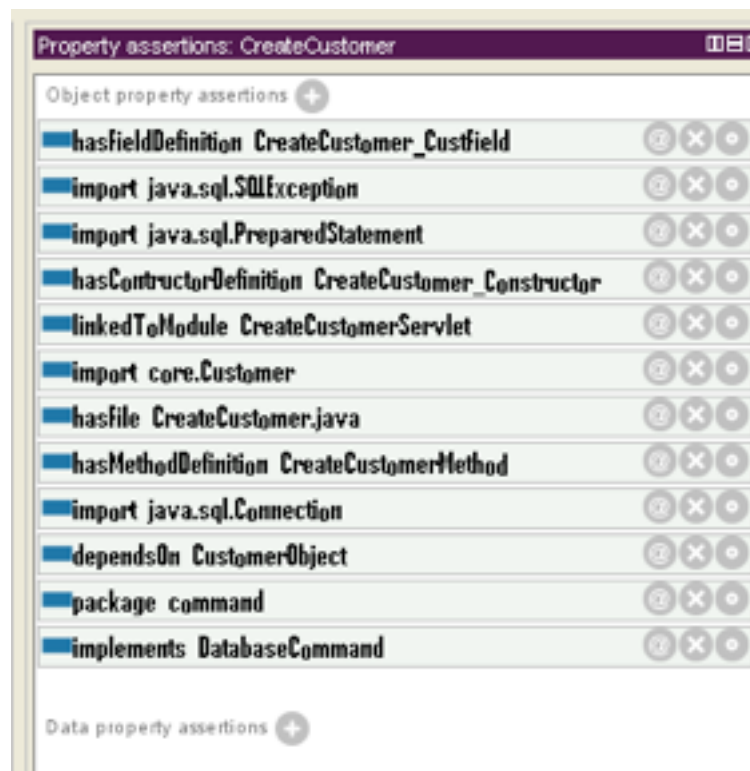 Property assertions: CreateCustomer
Object property assertions
hasFieldDefinition CreateCustomer_CustField
import java.sql.SQLException
import java.sql.PreparedStatement
hasContructorDefinition CreateCustomer_Constructor
linkedToModule CreateCustomerServlet
import core.Customer
hasFile CreateCustomer.java
hasMethodDefinition CreateCustomerMethod
import java.sql.Connection
dependsOn CustomerObject
package command
implements DatabaseCommand
Data property assertions